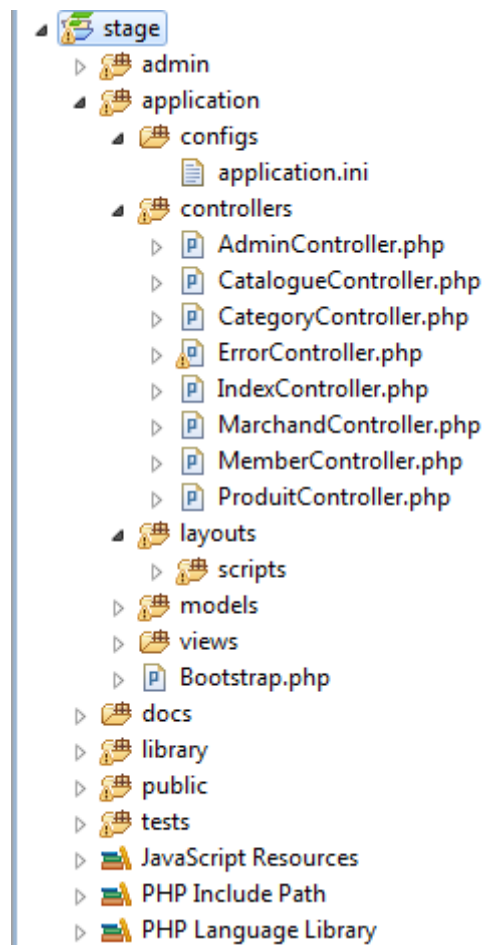 stage
admin
application
configs
application.ini
controllers
AdminController.php
CatalogueController.php
CategoryController.php
ErrorController.php
IndexController.php
MarchandController.php
MemberController.php
ProduitController.php
layouts
scripts
models
views
Bootstrap.php
docs
library
public
tests
JavaScript Resources
PHP Include Path
PHP Language Library